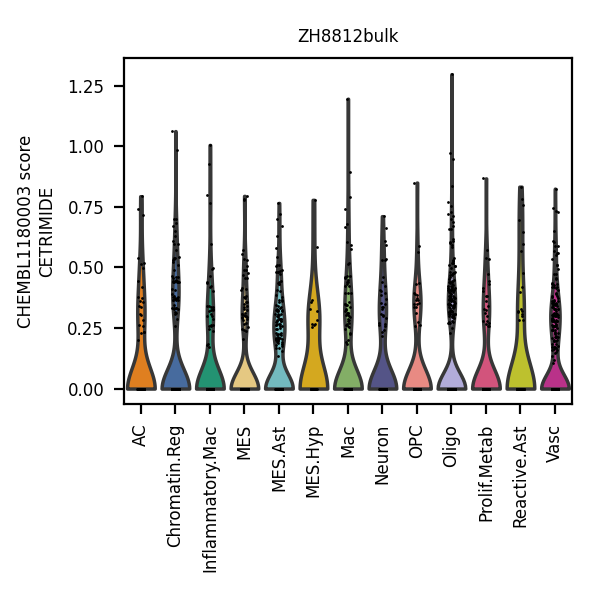 ZH8812bulk
CHEMBL1180003 score
CETRIMIDE
1.25
1.00
0.75
0.50
0.25
0.00
AC
Chromatin.Reg
Inflammatory.Mac
MES
MES.Ast
MES.Hyp
Mac
Neuron
OPC
Oligo
Prolif.Metab
Reactive.Ast
Vasc